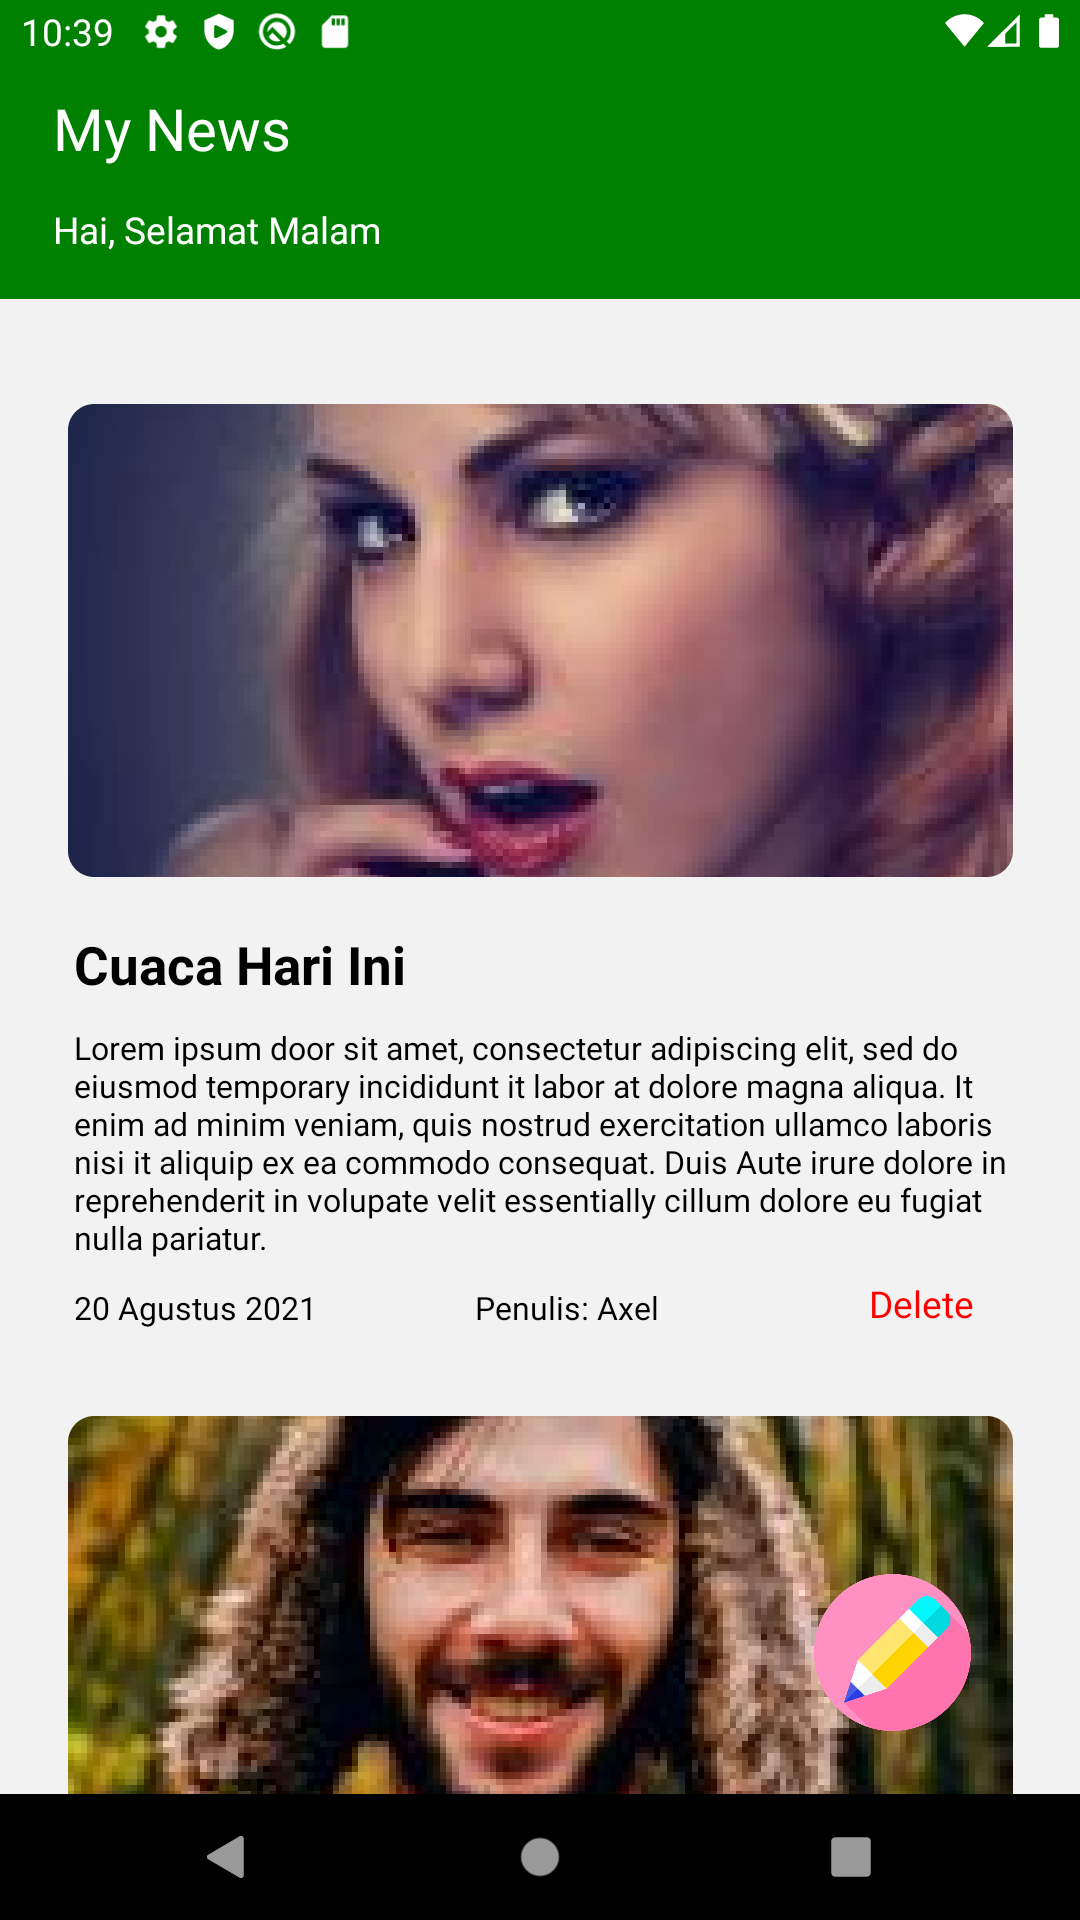 10:39
My News
Hai, Selamat Malam
Cuaca Hari Ini
Lorem ipsum door sit amet, consectetur adipiscing elit, sed do
eiusmod temporary incididunt it labor at dolore magna aliqua. It
enim ad minim veniam, quis nostrud exercitation ullamco laboris
nisi it aliquip ex ea commodo consequat. Duis Aute irure dolore in
reprehenderit in volupate velit essentially cillum dolore eu fugiat
nulla pariatur.
20 Agustus 2021 Penulis: Axel Delete